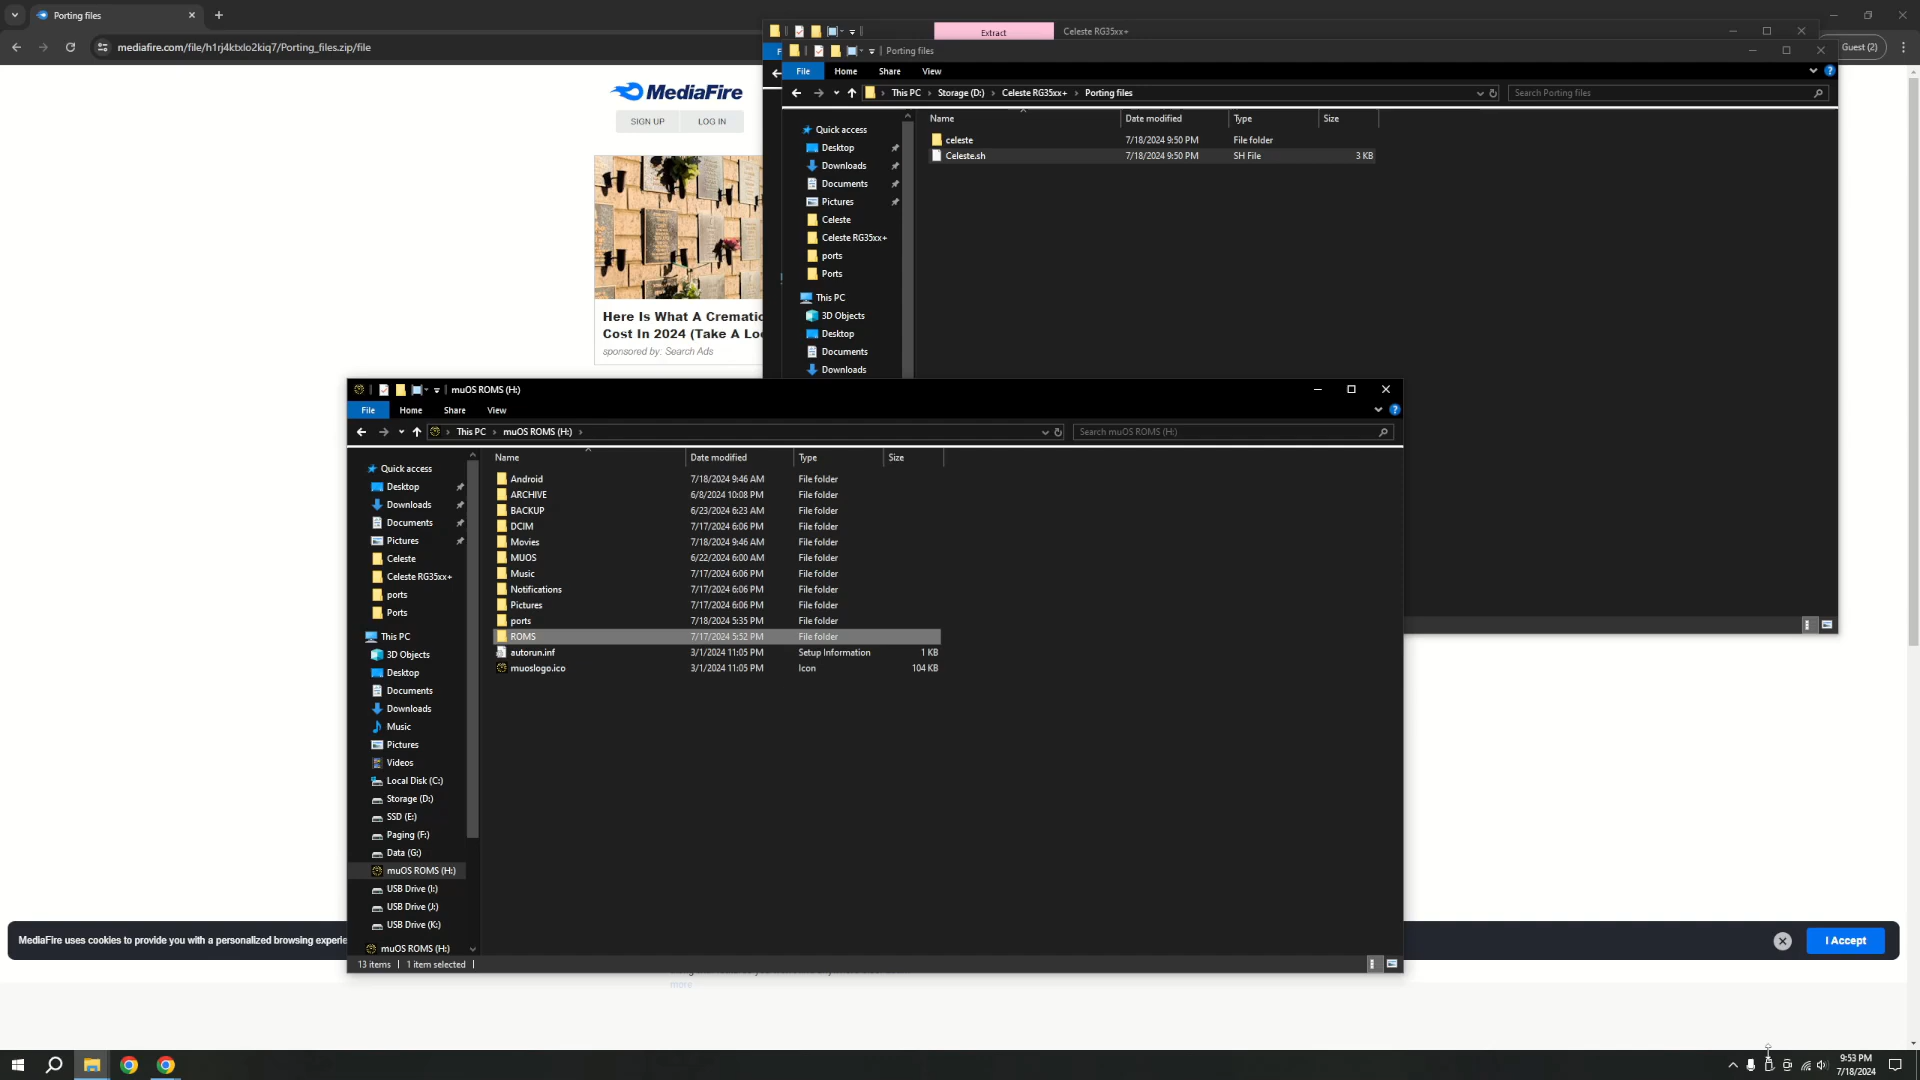 Porting files
mediafire.com/file/h1rj4ktxlo2kiq7/Porting_files.zip/file
Guest (2)
MediaFire
SIGN UP
LOG IN
Here Is What A Crematio
Cost In 2024 (Take A Lo
sponsored by: Search Ads
Extract
Celeste RG35xx+
Porting files
File
Home
Share
View
This PC
Storage (D:)
Celeste RG35xx+
Porting files
Search Porting files
Name
Date modified
Type
Size
celeste
7/18/2024 9:50 PM
File folder
Celeste.sh
7/18/2024 9:50 PM
SH File
3 KB
Quick access
Desktop
Downloads
Documents
Pictures
Celeste
Celeste RG35xx+
ports
Ports
This PC
3D Objects
Desktop
Documents
Downloads
muOS ROMS (H:)
File
Home
Share
View
This PC
muOS ROMS (H:)
Search muOS ROMS (H:)
Quick access
Desktop
Downloads
Documents
Pictures
Celeste
Celeste RG35xx+
ports
Ports
This PC
3D Objects
Desktop
Documents
Downloads
Music
Pictures
Videos
Local Disk (C:)
Storage (D:)
SSD (E:)
Paging (F:)
Data (G:)
muOS ROMS (H:)
USB Drive (I:)
USB Drive (J:)
USB Drive (K:)
muOS ROMS (H:)
Name Date modified Type Size
Android 7/18/2024 9:46 AM File folder
ARCHIVE 6/8/2024 10:08 PM File folder
BACKUP 6/23/2024 6:23 AM File folder
DCIM 7/17/2024 6:06 PM File folder
Movies 7/18/2024 9:46 AM File folder
MUOS 6/22/2024 6:00 AM File folder
Music 7/17/2024 6:06 PM File folder
Notifications 7/17/2024 6:06 PM File folder
Pictures 7/17/2024 6:06 PM File folder
ports 7/18/2024 5:35 PM File folder
ROMS 7/17/2024 5:52 PM File folder
autorun.inf 3/1/2024 11:05 PM Setup Information 1 KB
muoslogo.ico 3/1/2024 11:05 PM Icon 104 KB
13 items
1 item selected
MediaFire uses cookies to provide you with a personalized browsing experie
I Accept
more
9:53 PM
7/18/2024